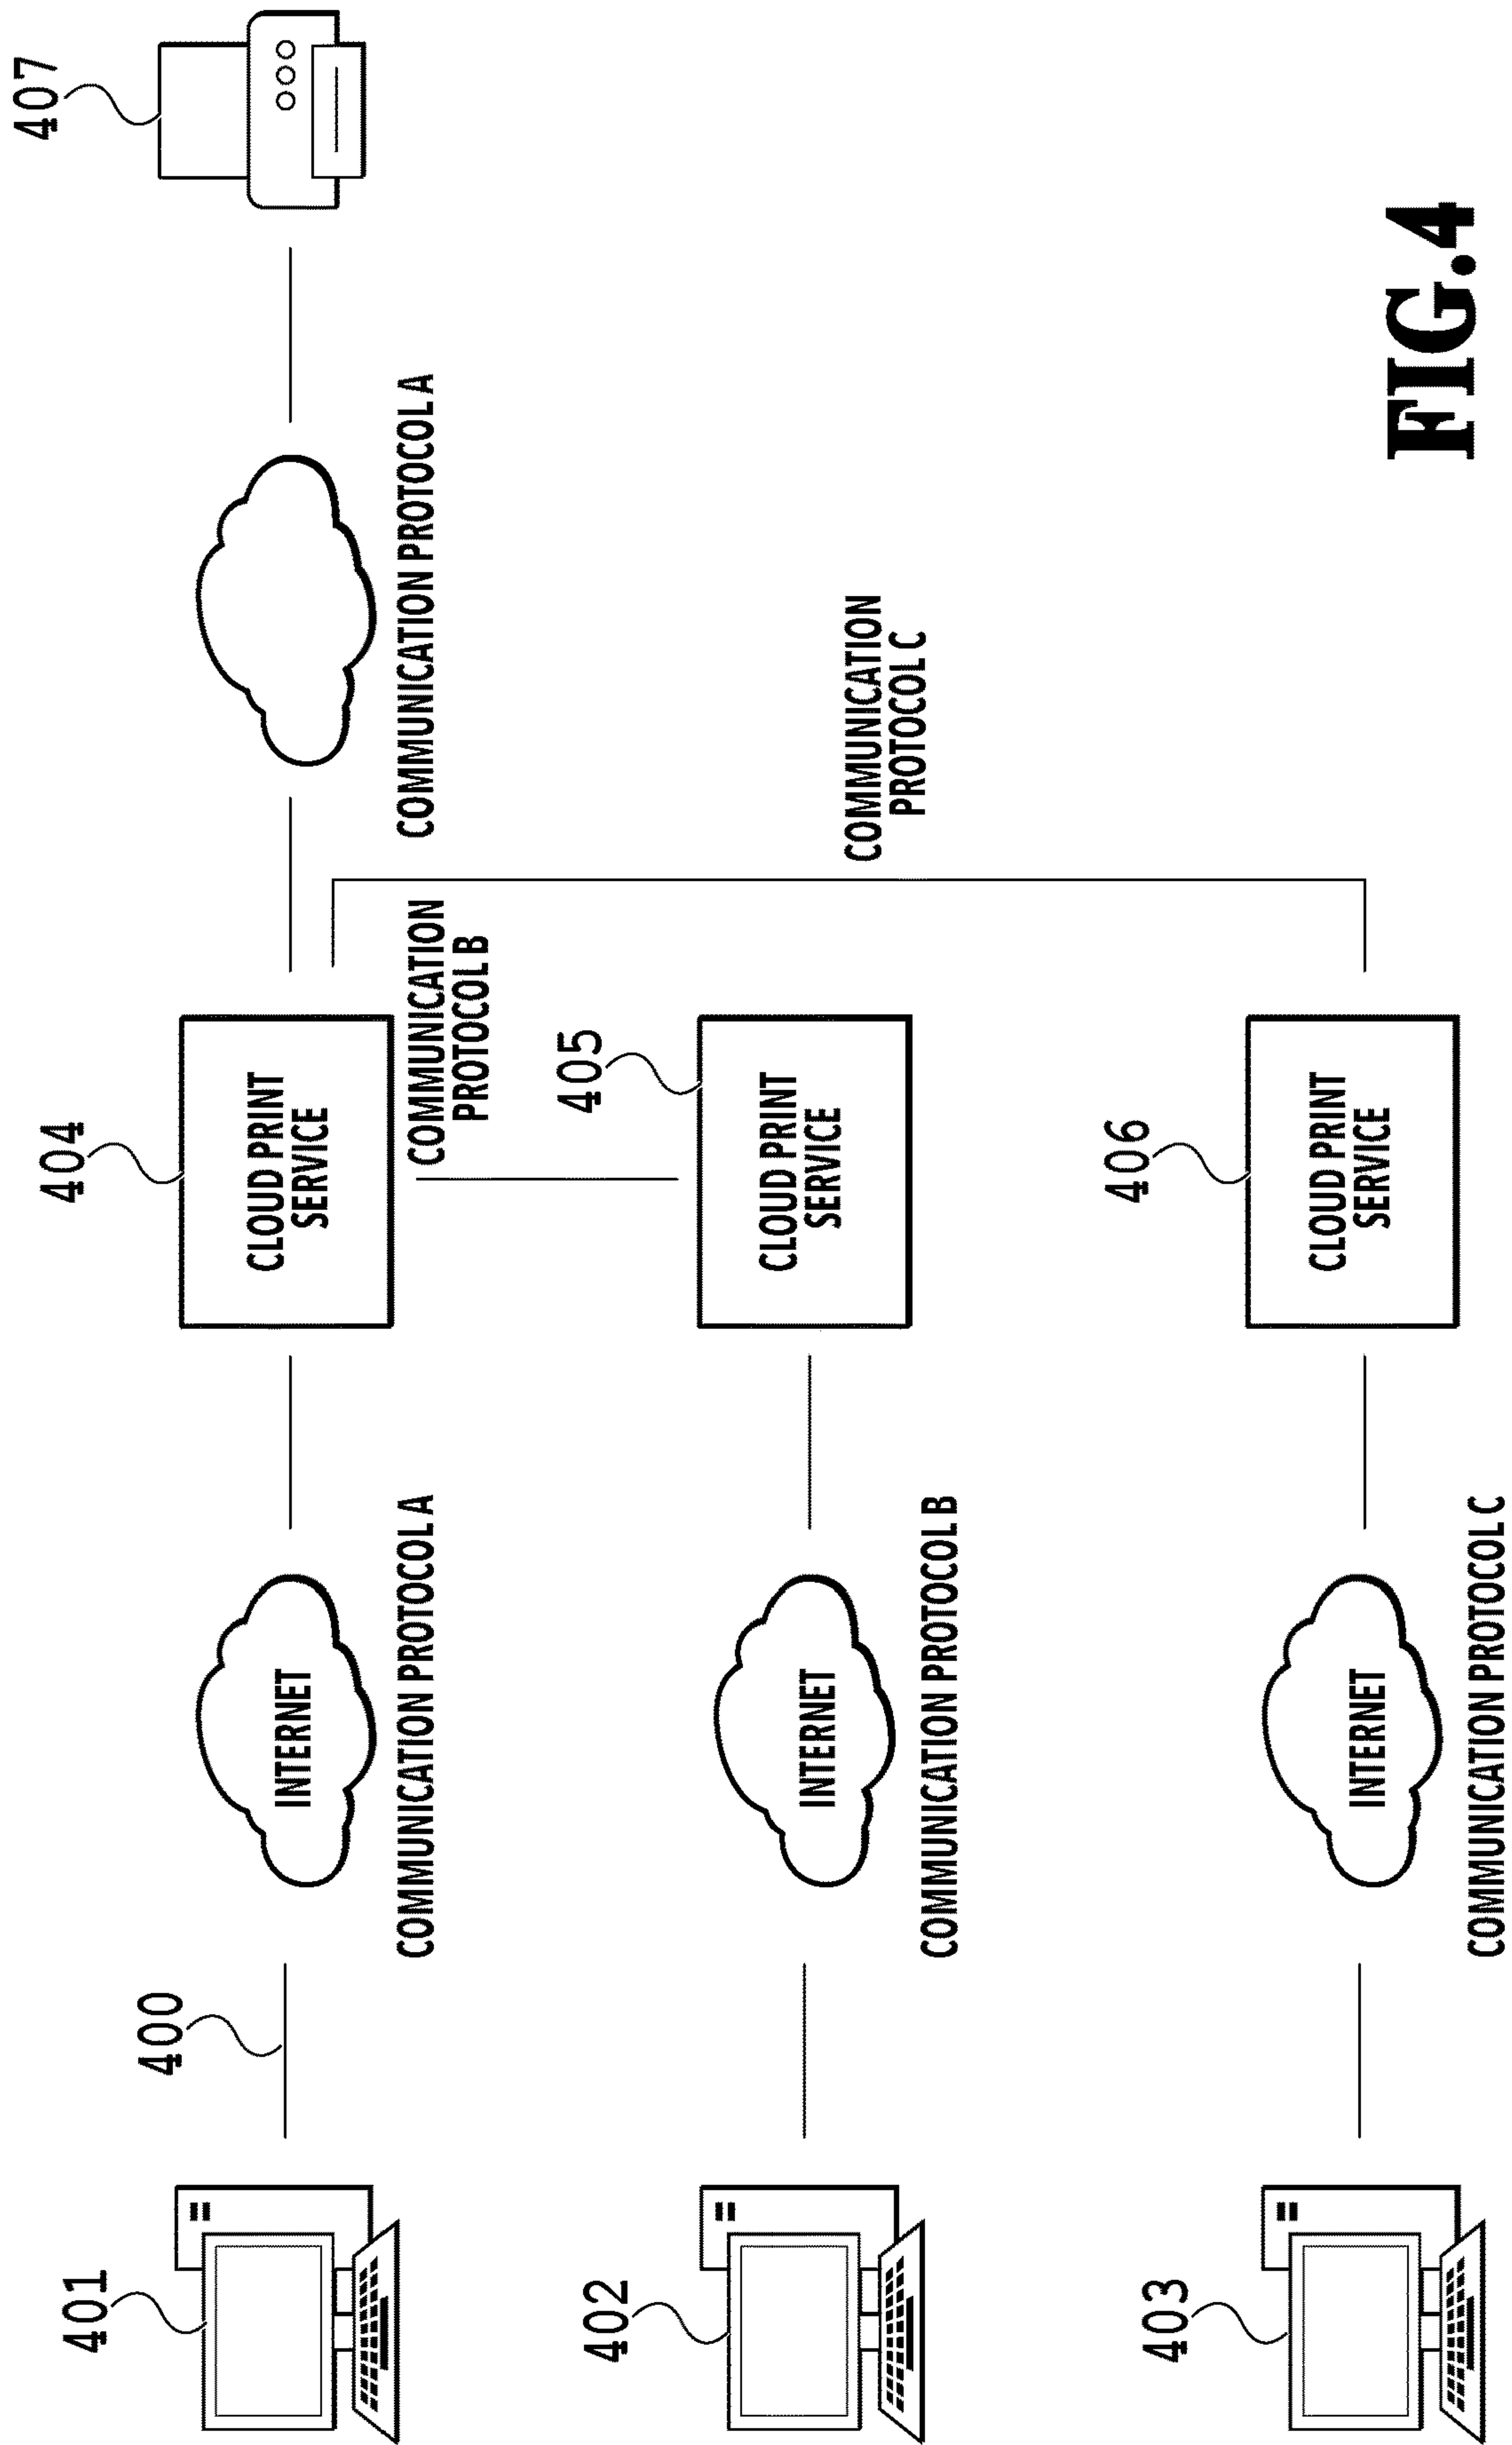 401
400
INTERNET
COMMUNICATION PROTOCOL A
404
CLOUD PRINT
SERVICE
COMMUNICATION PROTOCOL A
407
COMMUNICATION
PROTOCOL B
402
INTERNET
COMMUNICATION PROTOCOL B
405
CLOUD PRINT
SERVICE
COMMUNICATION
PROTOCOL C
403
INTERNET
COMMUNICATION PROTOCOL C
406
CLOUD PRINT
SERVICE
FIG.4